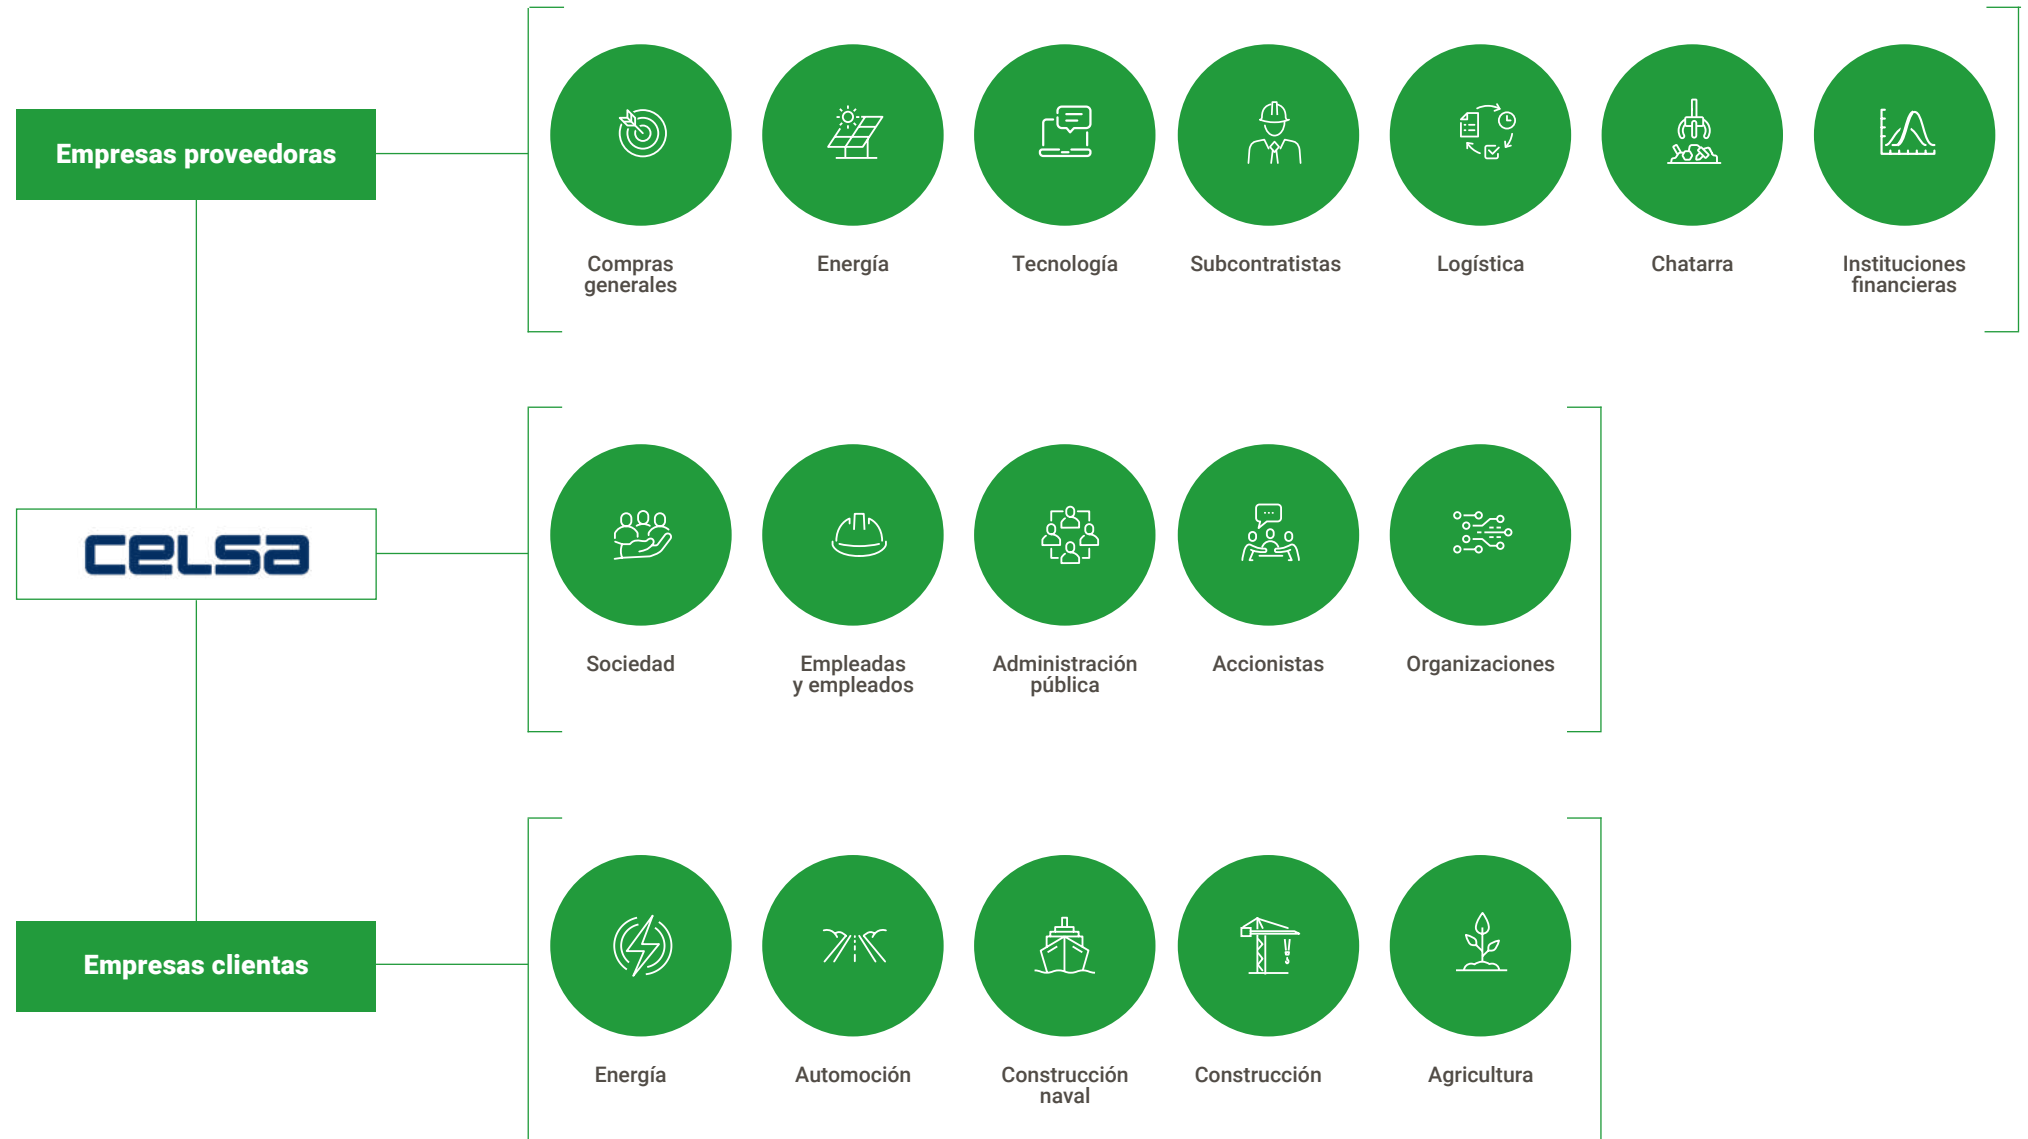 Empresas proveedoras
Compras
generales
Energía
Tecnología
Subcontratistas
Logística
Chatarra
Instituciones
financieras
CELSA
Sociedad
Empleadas
y empleados
Administración
pública
Accionistas
Organizaciones
Empresas clientas
Energía
Automoción
Construcción
naval
Construcción
Agricultura